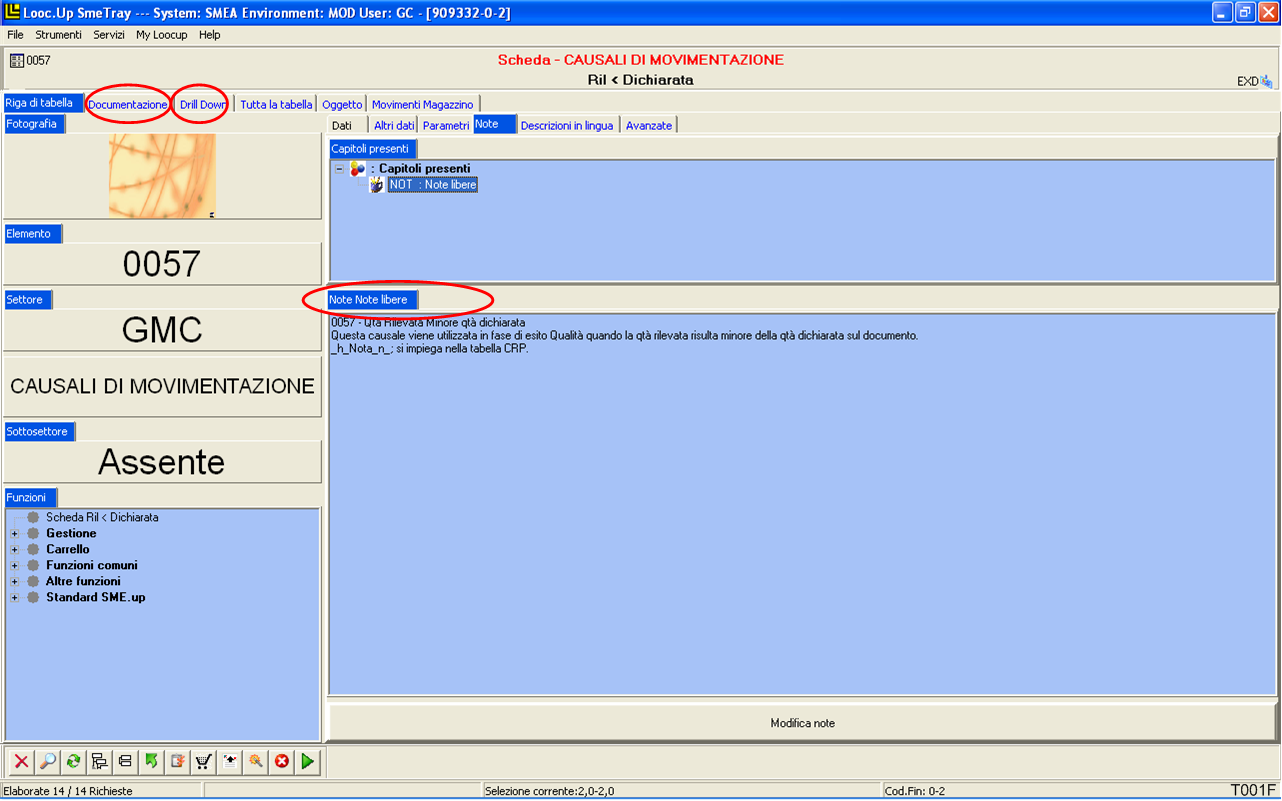 Looc.Up SmeTray --- System: SMEA Environment: MOD User: GC - [909332-0-2]
File Strumenti Servizi My Loocup Help
0057
Scheda - CAUSALI DI MOVIMENTAZIONE
Ril < Dichiarata
EXD
Riga di tabella Documentazione Drill Down Tutta la tabella Oggetto Movimenti Magazzino
Fotografia
Dati Altri dati Parametri Note Descrizioni in lingua Avanzate
Capitoli presenti
: Capitoli presenti
NOT : Note libere
Elemento
0057
Settore
GMC
CAUSALI DI MOVIMENTAZIONE
Sottosettore
Assente
Funzioni
Scheda Ril < Dichiarata
Gestione
Carrello
Funzioni comuni
Altre funzioni
Standard SME.up
Note Note libere
0057 - Qtà Rilevata Minore qtà dichiarata
Questa causale viene utilizzata in fase di esito Qualità quando la qtà rilevata risulta minore della qtà dichiarata sul documento.
_h_Nota_n_; si impiega nella tabella CRP.
Modifica note
Elaborate 14 / 14 Richieste
Selezione corrente:2,0-2,0
Cod.Fin: 0-2
T001F